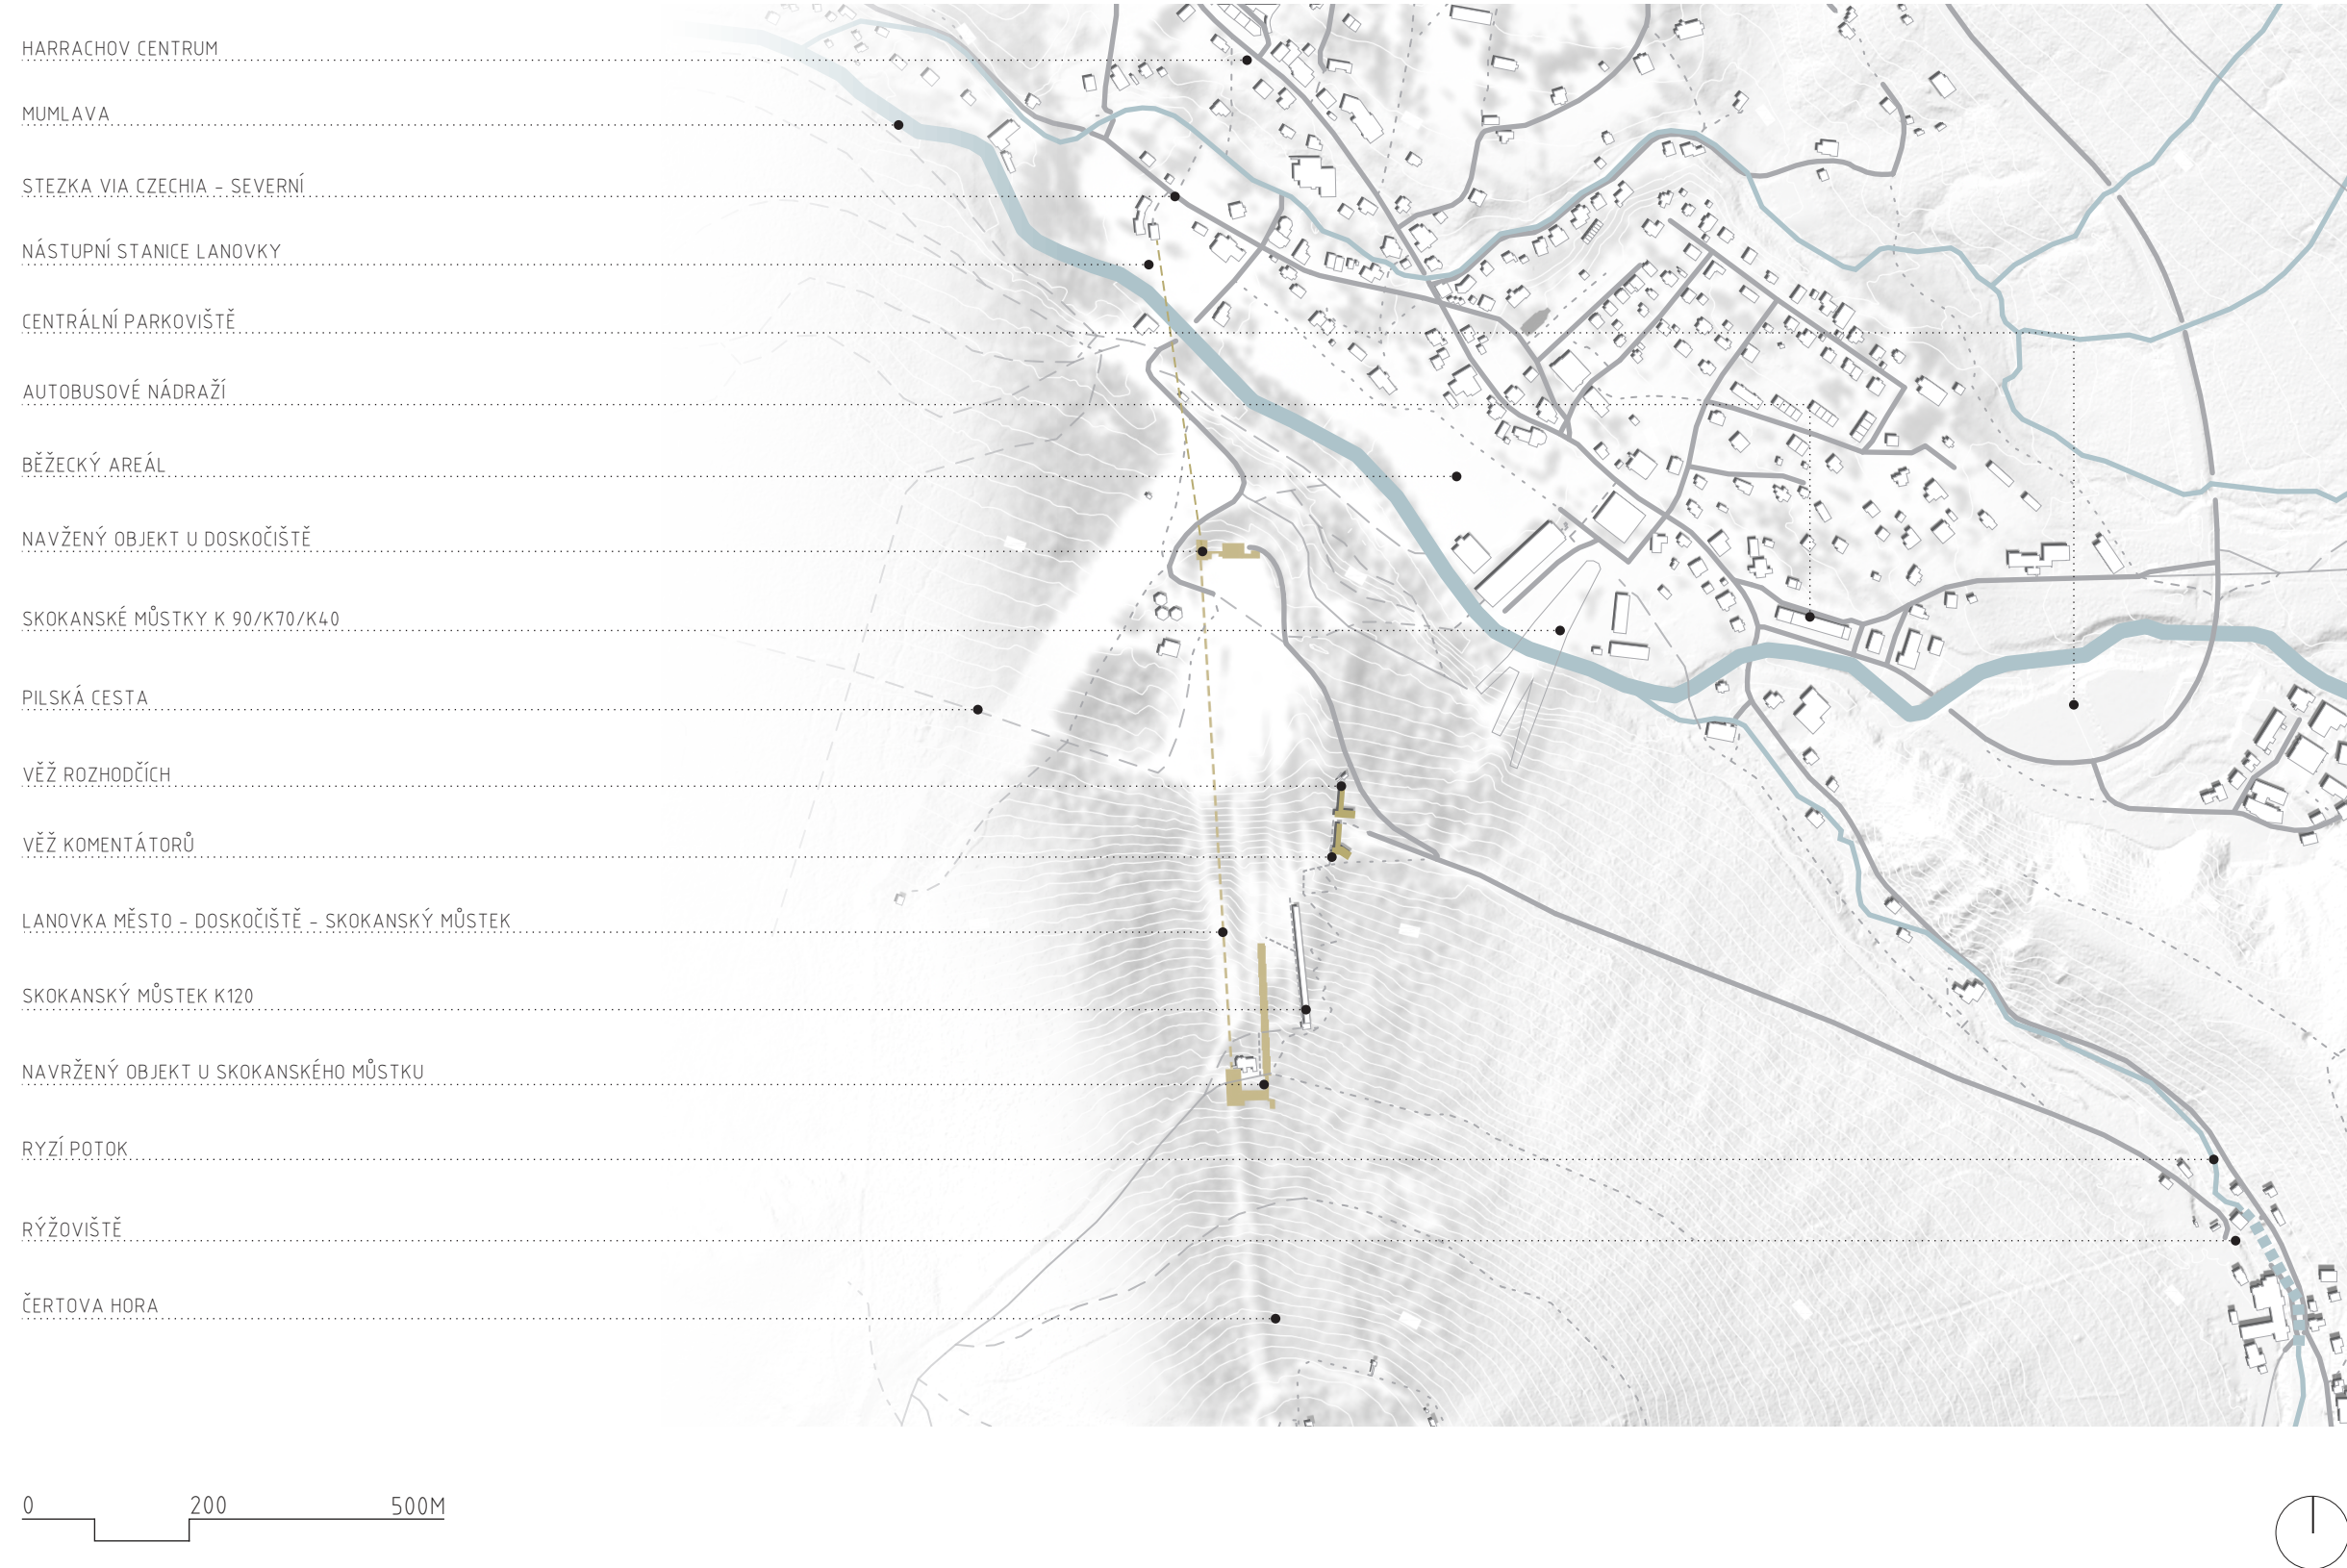 HARRACHOV CENTRUM
MUMLAVA
STEZKA VIA CZECHIA - SEVERNÍ
NÁSTUPNÍ STANICE LANOVKY
CENTRÁLNÍ PARKOVIŠTĚ
AUTOBUSOVÉ NÁDRAŽÍ
BĚŽECKÝ AREÁL
NAVŽENÝ OBJEKT U DOSKOČIŠTĚ
SKOKANSKÉ MŮSTKY K 90/K70/K40
PILSKÁ CESTA
VĚŽ ROZHODČÍCH
VĚŽ KOMENTÁTORŮ
LANOVKA MĚSTO - DOSKOČIŠTĚ - SKOKANSKÝ MŮSTEK
SKOKANSKÝ MŮSTEK K120
NAVRŽENÝ OBJEKT U SKOKANSKÉHO MŮSTKU
RYZÍ POTOK
RÝŽOVIŠTĚ
ČERTOVA HORA
0 200 500M